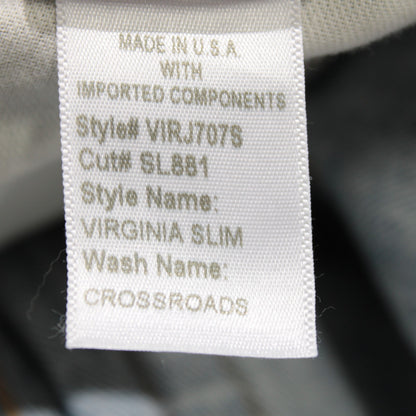 MADE IN U.S.A.
WITH
IMPORTED COMPONENTS
Style# VIRJ707S
Cut# SL881
Style Name:
VIRGINIA SLIM
Wash Name:
CROSSROADS